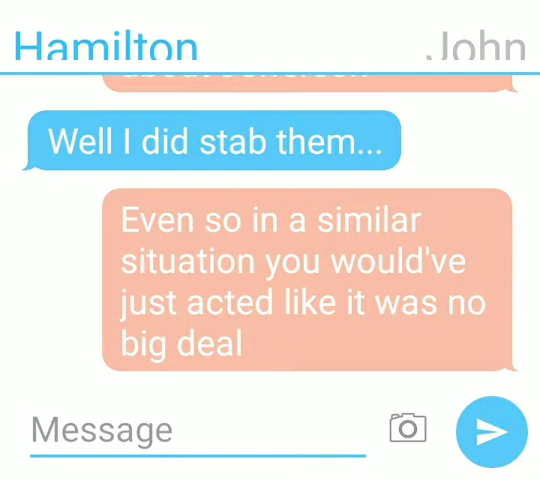 Hamilton John
Well I did stab them...
Even so in a similar
situation you would've
just acted like it was no
big deal
Message